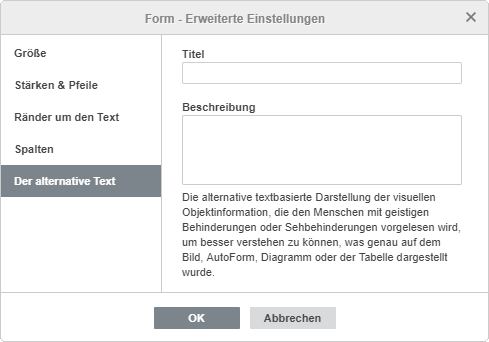 Form - Erweiterte Einstellungen
Größe
Stärken & Pfeile
Ränder um den Text
Spalten
Der alternative Text
Titel
Beschreibung
Die alternative textbasierte Darstellung der visuellen
Objektinformation, die den Menschen mit geistigen
Behinderungen oder Sehbehinderungen vorgelesen wird,
um besser verstehen zu können, was genau auf dem
Bild, AutoForm, Diagramm oder der Tabelle dargestellt
wurde.
OK
Abbrechen